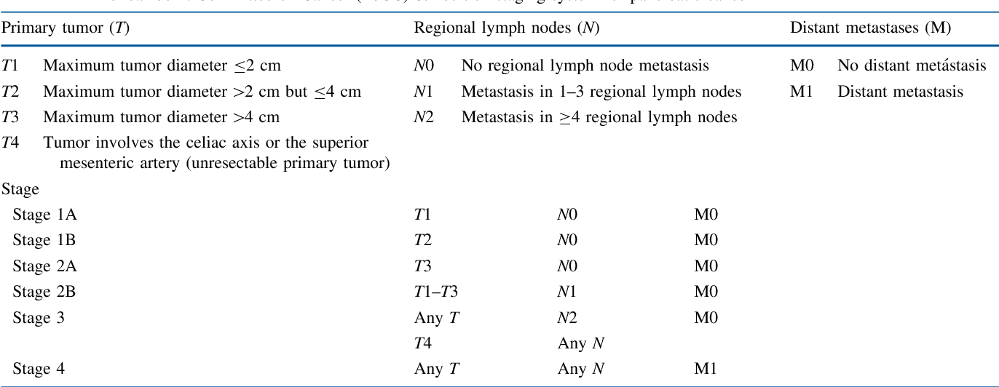 Primary tumor (T) Regional lymph nodes (N) Distant metastases (M)
T1 Maximum tumor diameter ≤2 cm N0 No regional lymph node metastasis M0 No distant metástasis
T2 Maximum tumor diameter >2 cm but ≤4 cm N1 Metastasis in 1–3 regional lymph nodes M1 Distant metastasis
T3 Maximum tumor diameter >4 cm N2 Metastasis in ≥4 regional lymph nodes
T4 Tumor involves the celiac axis or the superior
mesenteric artery (unresectable primary tumor)
Stage
Stage 1A T1 N0 M0
Stage 1B T2 N0 M0
Stage 2A T3 N0 M0
Stage 2B T1–T3 N1 M0
Stage 3 Any T N2 M0
T4 Any N
Stage 4 Any T Any N M1